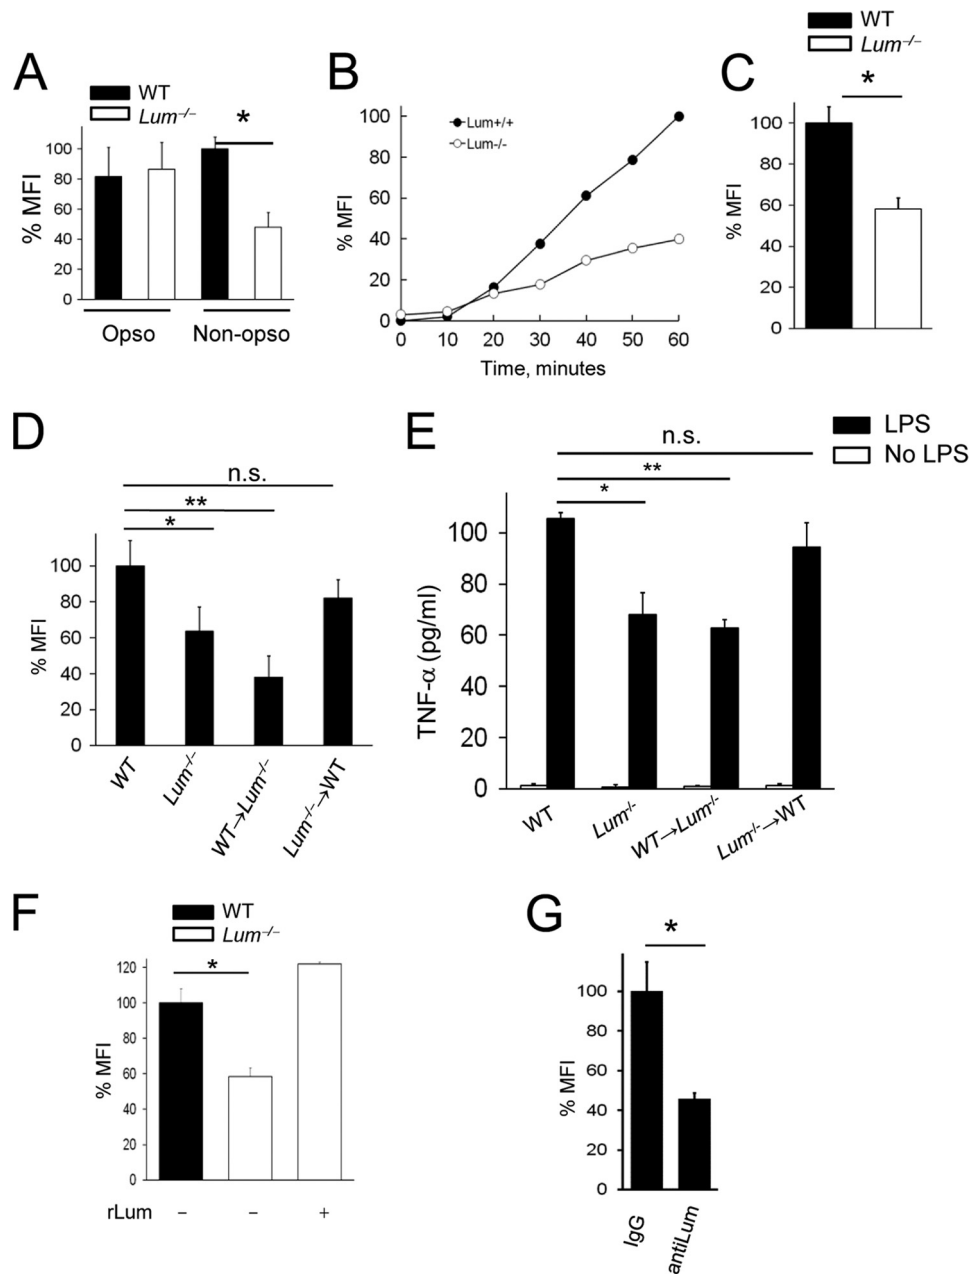 A
WT
Lum⁻/⁻
*
% MFI
100
80
60
40
20
0
Opso
Non-opso
B
Lum+/+
Lum-/-
% MFI
100
80
60
40
20
0
0 10 20 30 40 50 60
Time, minutes
C
WT
Lum⁻/⁻
*
% MFI
100
80
60
40
20
0
D
n.s.
**
*
% MFI
100
80
60
40
20
0
WT
Lum⁻/⁻
WT→Lum⁻/⁻
Lum⁻/⁻→WT
E
LPS
No LPS
n.s.
**
*
TNF-α (pg/ml)
100
80
60
40
20
0
WT
Lum⁻/⁻
WT→Lum⁻/⁻
Lum⁻/⁻→WT
F
WT
Lum⁻/⁻
*
% MFI
120
100
80
60
40
20
0
rLum – – +
G
*
% MFI
100
80
60
40
20
0
IgG
antiLum